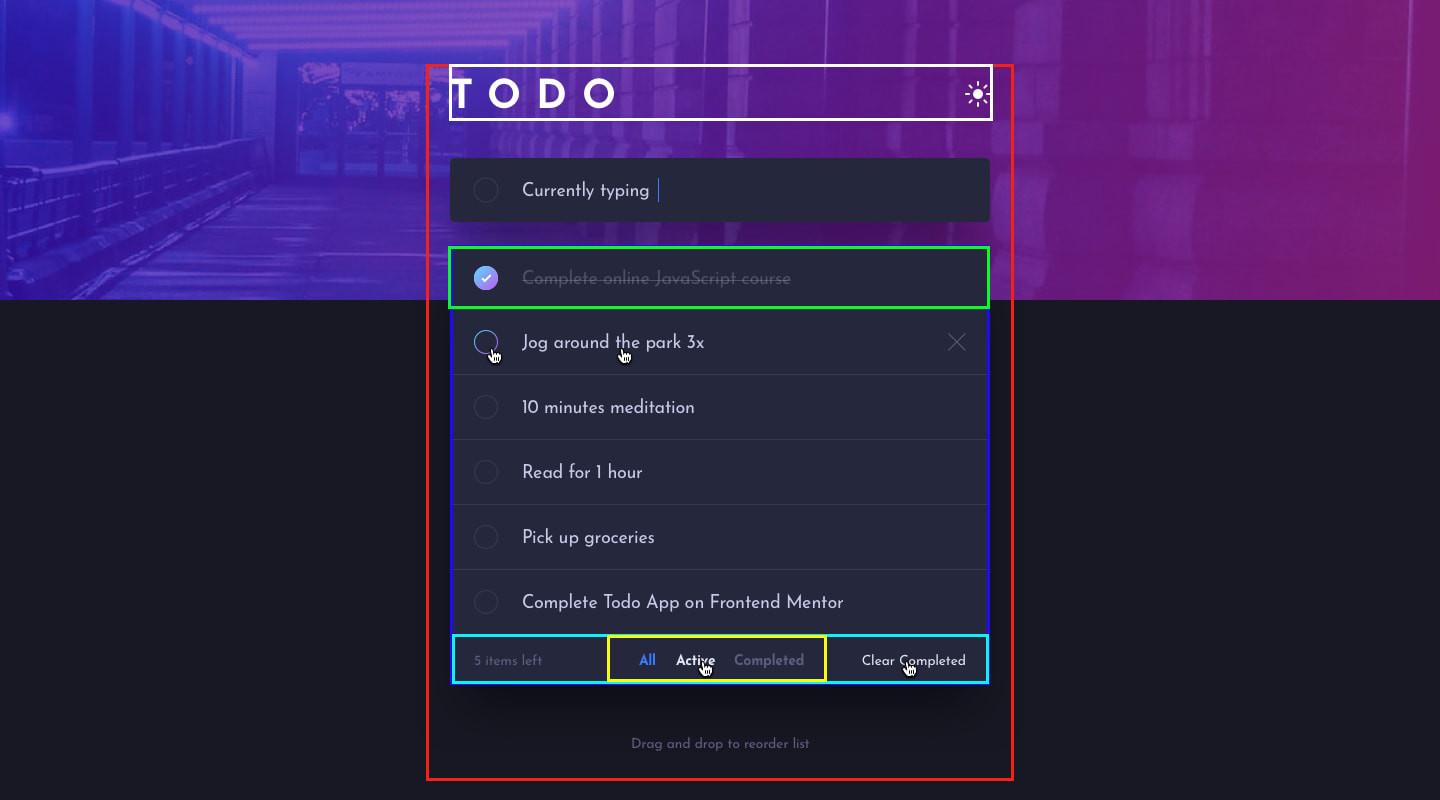 TODO
Currently typing
Complete online JavaScript course
Jog around the park 3x
10 minutes meditation
Read for 1 hour
Pick up groceries
Complete Todo App on Frontend Mentor
5 items left All Active Completed Clear Completed
Drag and drop to reorder list